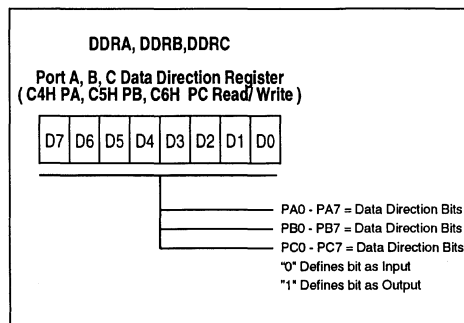 DDRA, DDRB,DDRC
Port A, B, C Data Direction Register
( C4H PA, C5H PB, C6H PC Read/ Write )
D7 D6 D5 D4 D3 D2 D1 D0
PA0 - PA7 = Data Direction Bits
PB0 - PB7 = Data Direction Bits
PC0 - PC7 = Data Direction Bits
"0" Defines bit as Input
"1" Defines bit as Output